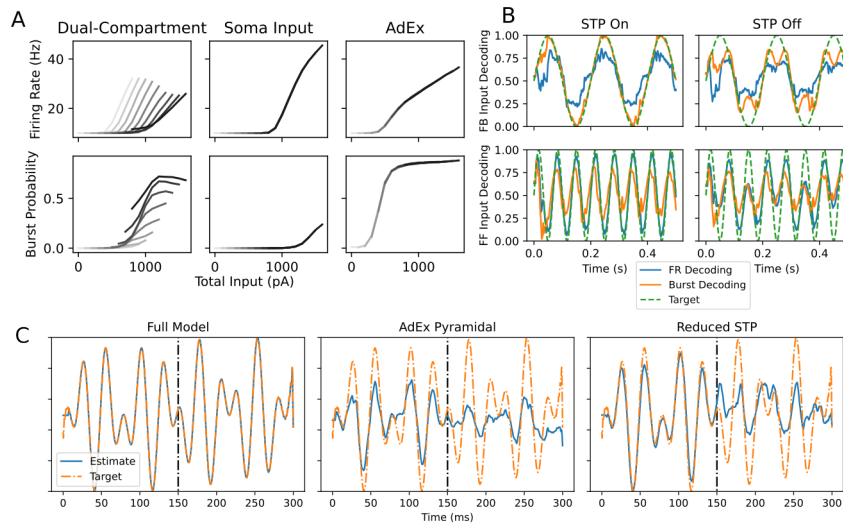 A
Dual-Compartment
Soma Input
AdEx
Firing Rate (Hz)
40
20
Burst Probability
0.5
0.0
1000
0
1000
0
1000
Total Input (pA)
B
STP On
STP Off
FB Input Decoding
1.00
0.75
0.50
0.25
0.00
FF Input Decoding
1.00
0.75
0.50
0.25
0.00
0.0
0.2
0.4
0.0
0.2
0.4
Time (s)
Time (s)
FR Decoding
Burst Decoding
Target
C
Full Model
AdEx Pyramidal
Reduced STP
Estimate
Target
0
50
100
150
200
250
300
0
50
100
150
200
250
300
0
50
100
150
200
250
300
Time (ms)